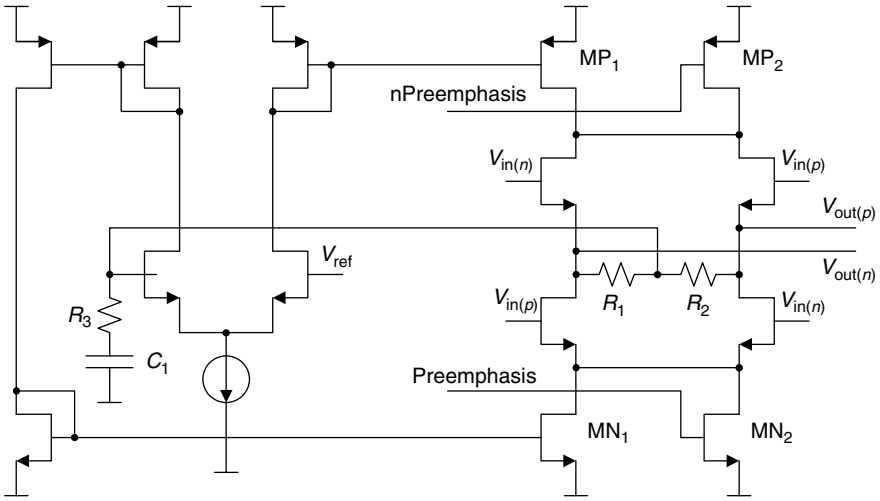 MP1
MP2
nPreemphasis
Vin(n)
Vin(p)
Vout(p)
Vref
Vout(n)
R1
R2
R3
Vin(p)
Vin(n)
C1
Preemphasis
MN1
MN2